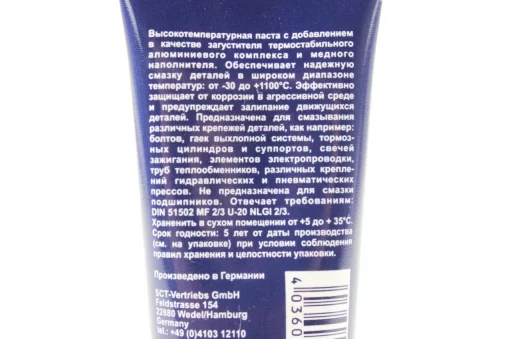 Высокотемпературная паста с добавлением
в качестве загустителя термостабильного
алюминиевого комплекса и медного
наполнителя. Обеспечивает надежную
смазку деталей в широком диапазоне
температур: от -30 до +1100°С. Эффективно
защищает от коррозии в агрессивной среде
и предупреждает залипание движущихся
деталей. Предназначена для смазывания
различных крепежей деталей, как например:
болтов, гаек выхлопной системы, тормоз-
ных цилиндров и суппортов, свечей
зажигания, элементов электропроводки,
труб теплообменников, различных крепле-
ний гидравлических и пневматических
прессов. Не предназначена для смазки
подшипников. Отвечает требованиям:
DIN 51502 MF 2/3 U-20 NLGI 2/3.
Хранить в сухом помещении от +5 до + 35°С.
Срок годности: 5 лет от даты производства
(см. на упаковке) при условии соблюдения
правил хранения и целостности упаковки.
Произведено в Германии
SCT-Vertriebs GmbH
Feldstrasse 154
22880 Wedel/Hamburg
Germany
tel.: +49 (0)4103 12110
4 0360